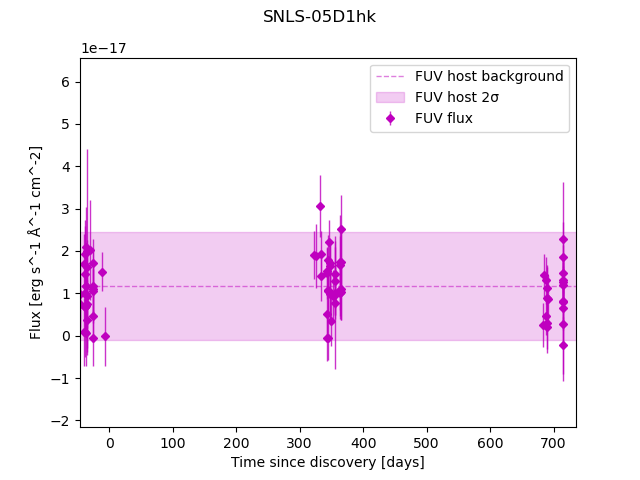 SNLS-05D1hk
1e−17
FUV host background
FUV host 2σ
FUV flux
6
5
4
3
2
1
0
−1
−2
Flux [erg s^-1 Å^-1 cm^-2]
0 100 200 300 400 500 600 700
Time since discovery [days]